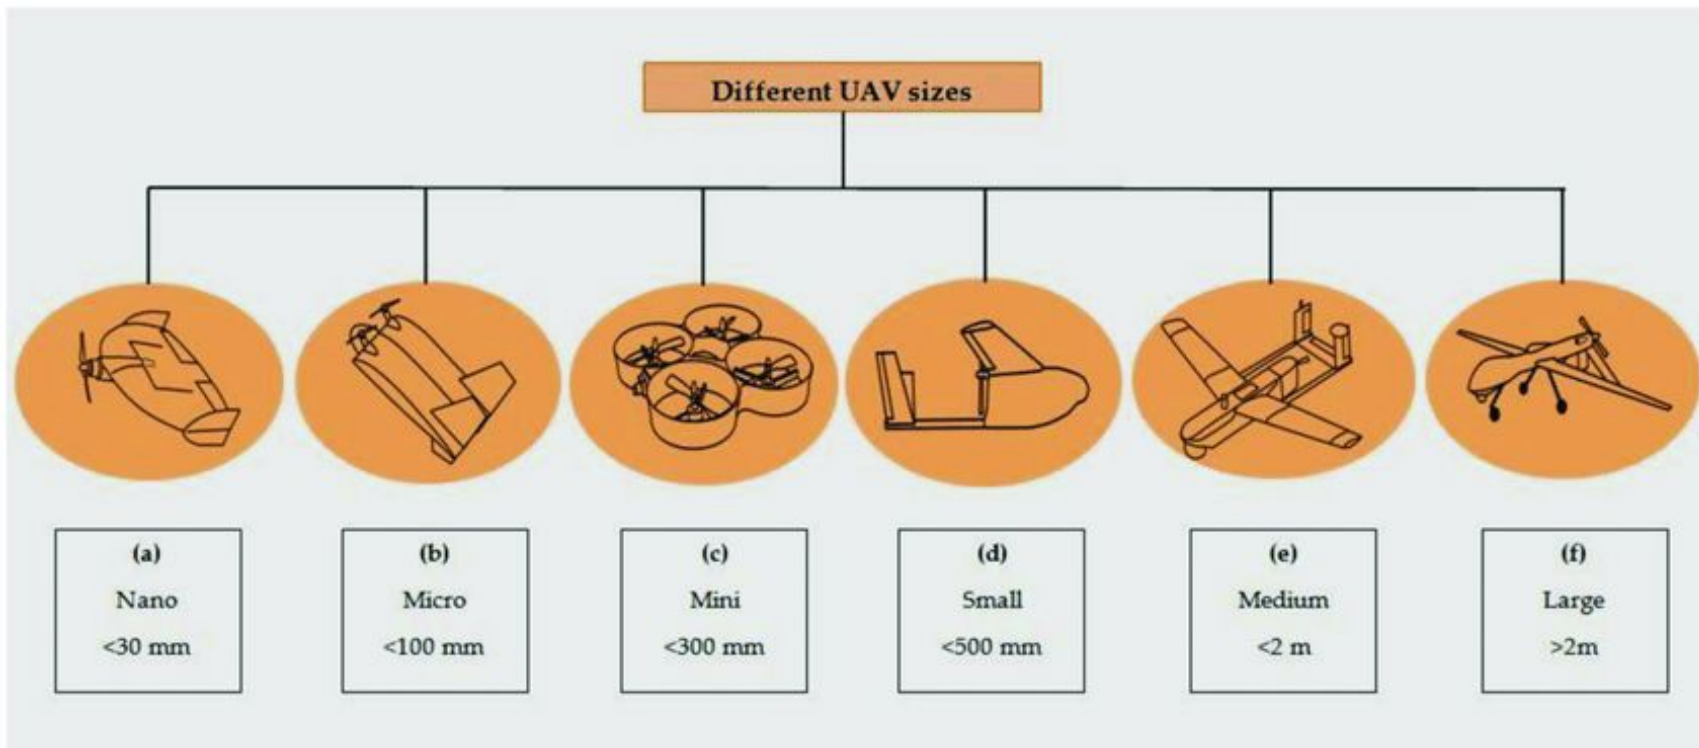 Different UAV sizes
(a)
Nano
<30 mm
(b)
Micro
<100 mm
(c)
Mini
<300 mm
(d)
Small
<500 mm
(e)
Medium
<2 m
(f)
Large
>2m